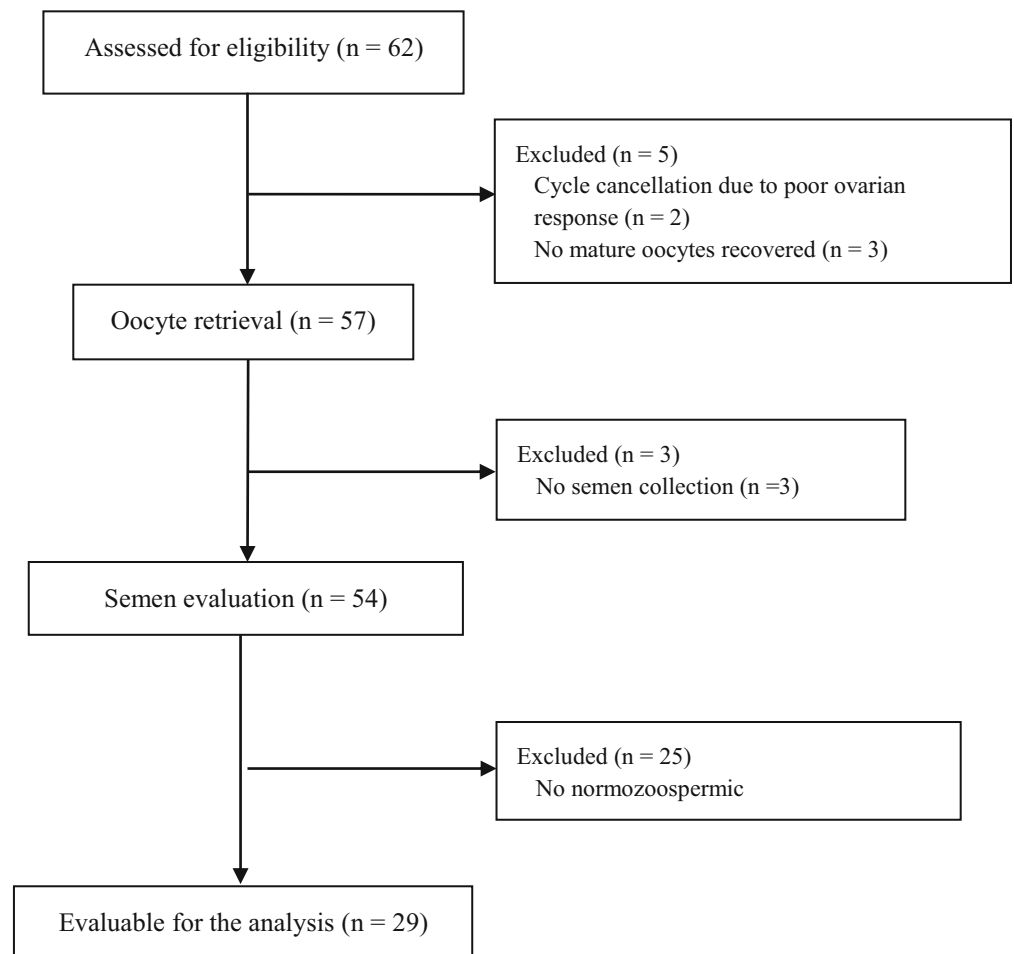 Assessed for eligibility (n = 62)
Excluded (n = 5)
Cycle cancellation due to poor ovarian
response (n = 2)
No mature oocytes recovered (n = 3)
Oocyte retrieval (n = 57)
Excluded (n = 3)
No semen collection (n =3)
Semen evaluation (n = 54)
Excluded (n = 25)
No normozoospermic
Evaluable for the analysis (n = 29)